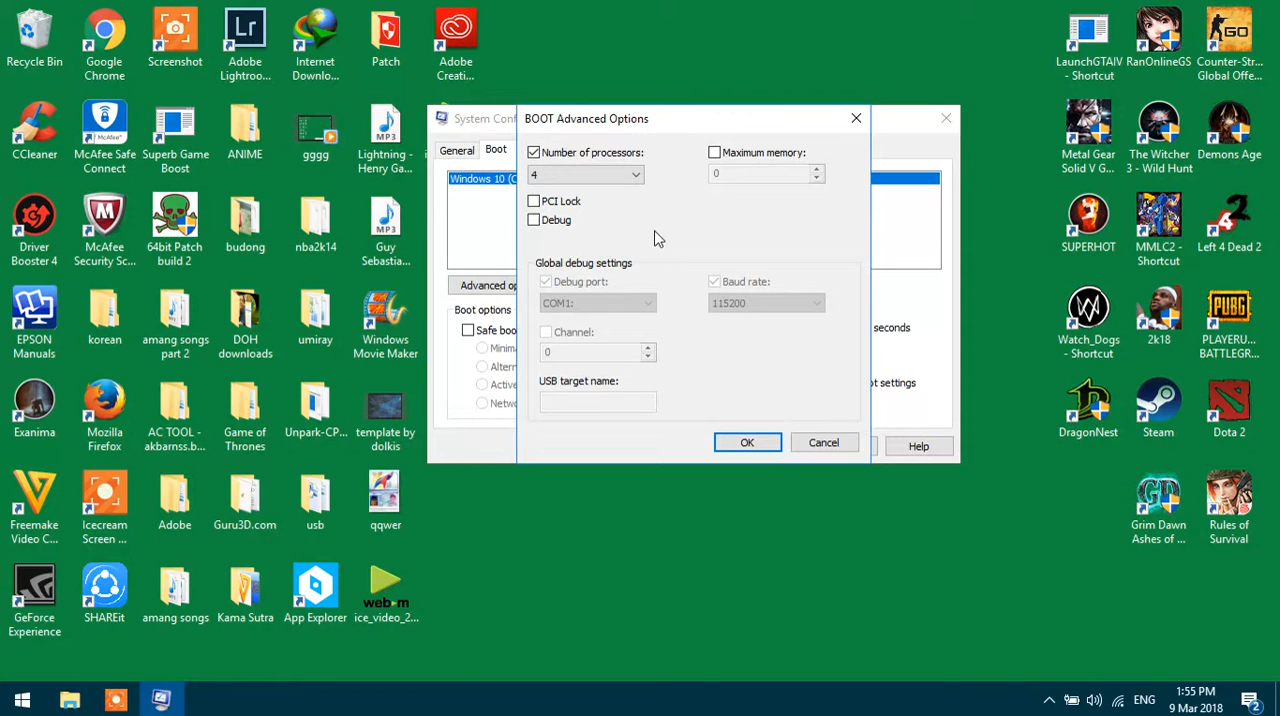 Recycle Bin
Google
Chrome
Screenshot
Adobe
Lightroo...
Internet
Downlo...
Patch
Adobe
Creati...
LaunchGTAIV
- Shortcut
RanOnlineGS
Counter-Str...
Global Offe...
CCleaner
McAfee Safe
Connect
Superb Game
Boost
ANIME
gggg
Lightning -
Henry Ga...
Metal Gear
Solid V G...
The Witcher
3 - Wild Hunt
Demons Age
Driver
Booster 4
McAfee
Security Sc...
64bit Patch
build 2
budong
nba2k14
Guy
Sebastia...
SUPERHOT
MMLC2 -
Shortcut
Left 4 Dead 2
EPSON
Manuals
korean
amang songs
part 2
DOH
downloads
umiray
Windows
Movie Maker
Watch_Dogs
- Shortcut
2k18
PLAYERU...
BATTLEGR...
Exanima
Mozilla
Firefox
AC TOOL -
akbarnss.b...
Game of
Thrones
Unpark-CP...
template by
dolkis
DragonNest
Steam
Dota 2
Freemake
Video C...
Icecream
Screen ...
Adobe
Guru3D.com
usb
qqwer
Grim Dawn
Ashes of ...
Rules of
Survival
GeForce
Experience
SHAREit
amang songs
Kama Sutra
App Explorer
web-m
ice_video_2...
System Conf
General
Boot
Windows 10 (C
Advanced op
Boot options
Safe boo
Minima
Altern
Active
Netwo
seconds
ot settings
Help
BOOT Advanced Options
Number of processors:
4
Maximum memory:
0
PCI Lock
Debug
Global debug settings
Debug port:
COM1:
Baud rate:
115200
Channel:
0
USB target name:
OK
Cancel
ENG
1:55 PM
9 Mar 2018
2